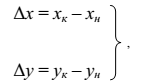 Δx = xк – xн
Δy = yк – yн
,